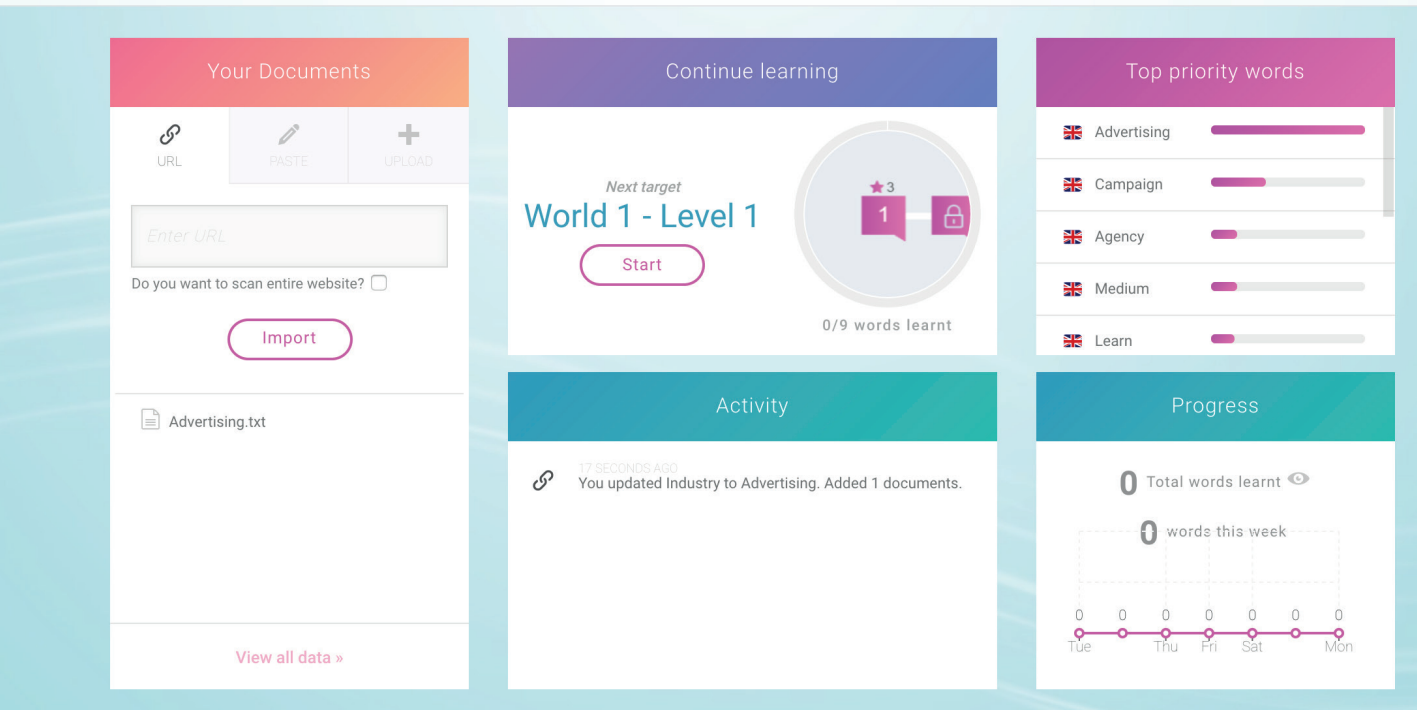 Your Documents
URL
PASTE
UPLOAD
Enter URL
Do you want to scan entire website?
Import
Advertising.txt
View all data »
Continue learning
Next target
World 1 - Level 1
Start
3
1
0/9 words learnt
Activity
17 SECONDS AGO
You updated Industry to Advertising. Added 1 documents.
Top priority words
Advertising
Campaign
Agency
Medium
Learn
Progress
0 Total words learnt
0 words this week
0 0 0 0 0 0 0
Tue Thu Fri Sat Mon